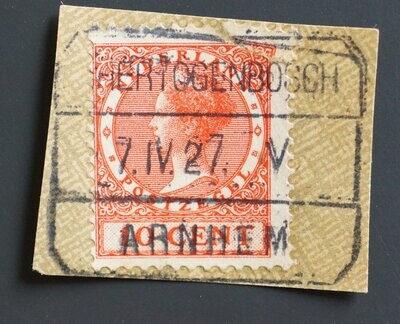 HERTOGENBOSCH
7.IV 27. V
ARNHEM
10 CENT